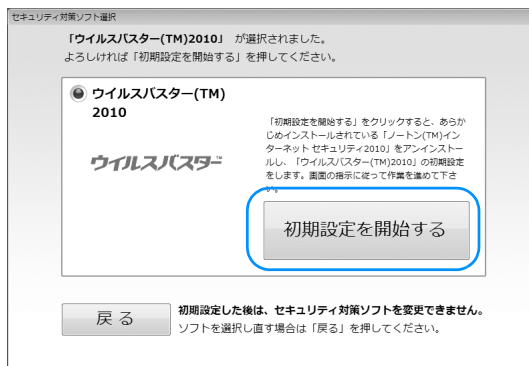 セキュリティ対策ソフト選択
「ウイルスバスター(TM)2010」 が選択されました。
よろしければ「初期設定を開始する」を押してください。
ウイルスバスター(TM)
2010
ウイルスバスター™
「初期設定を開始する」をクリックすると、あらか
じめインストールされている「ノートン(TM)イン
ターネット セキュリティ2010」をアンインストー
ルし、「ウイルスバスター(TM)2010」の初期設定
をします。画面の指示に従って作業を進めて下さ
い。
初期設定を開始する
戻る
初期設定した後は、セキュリティ対策ソフトを変更できません。
ソフトを選択し直す場合は「戻る」を押してください。